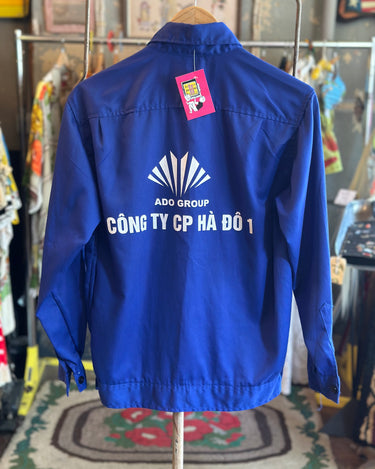 ADO GROUP
CÔNG TY CP HÀ ĐÔ 1